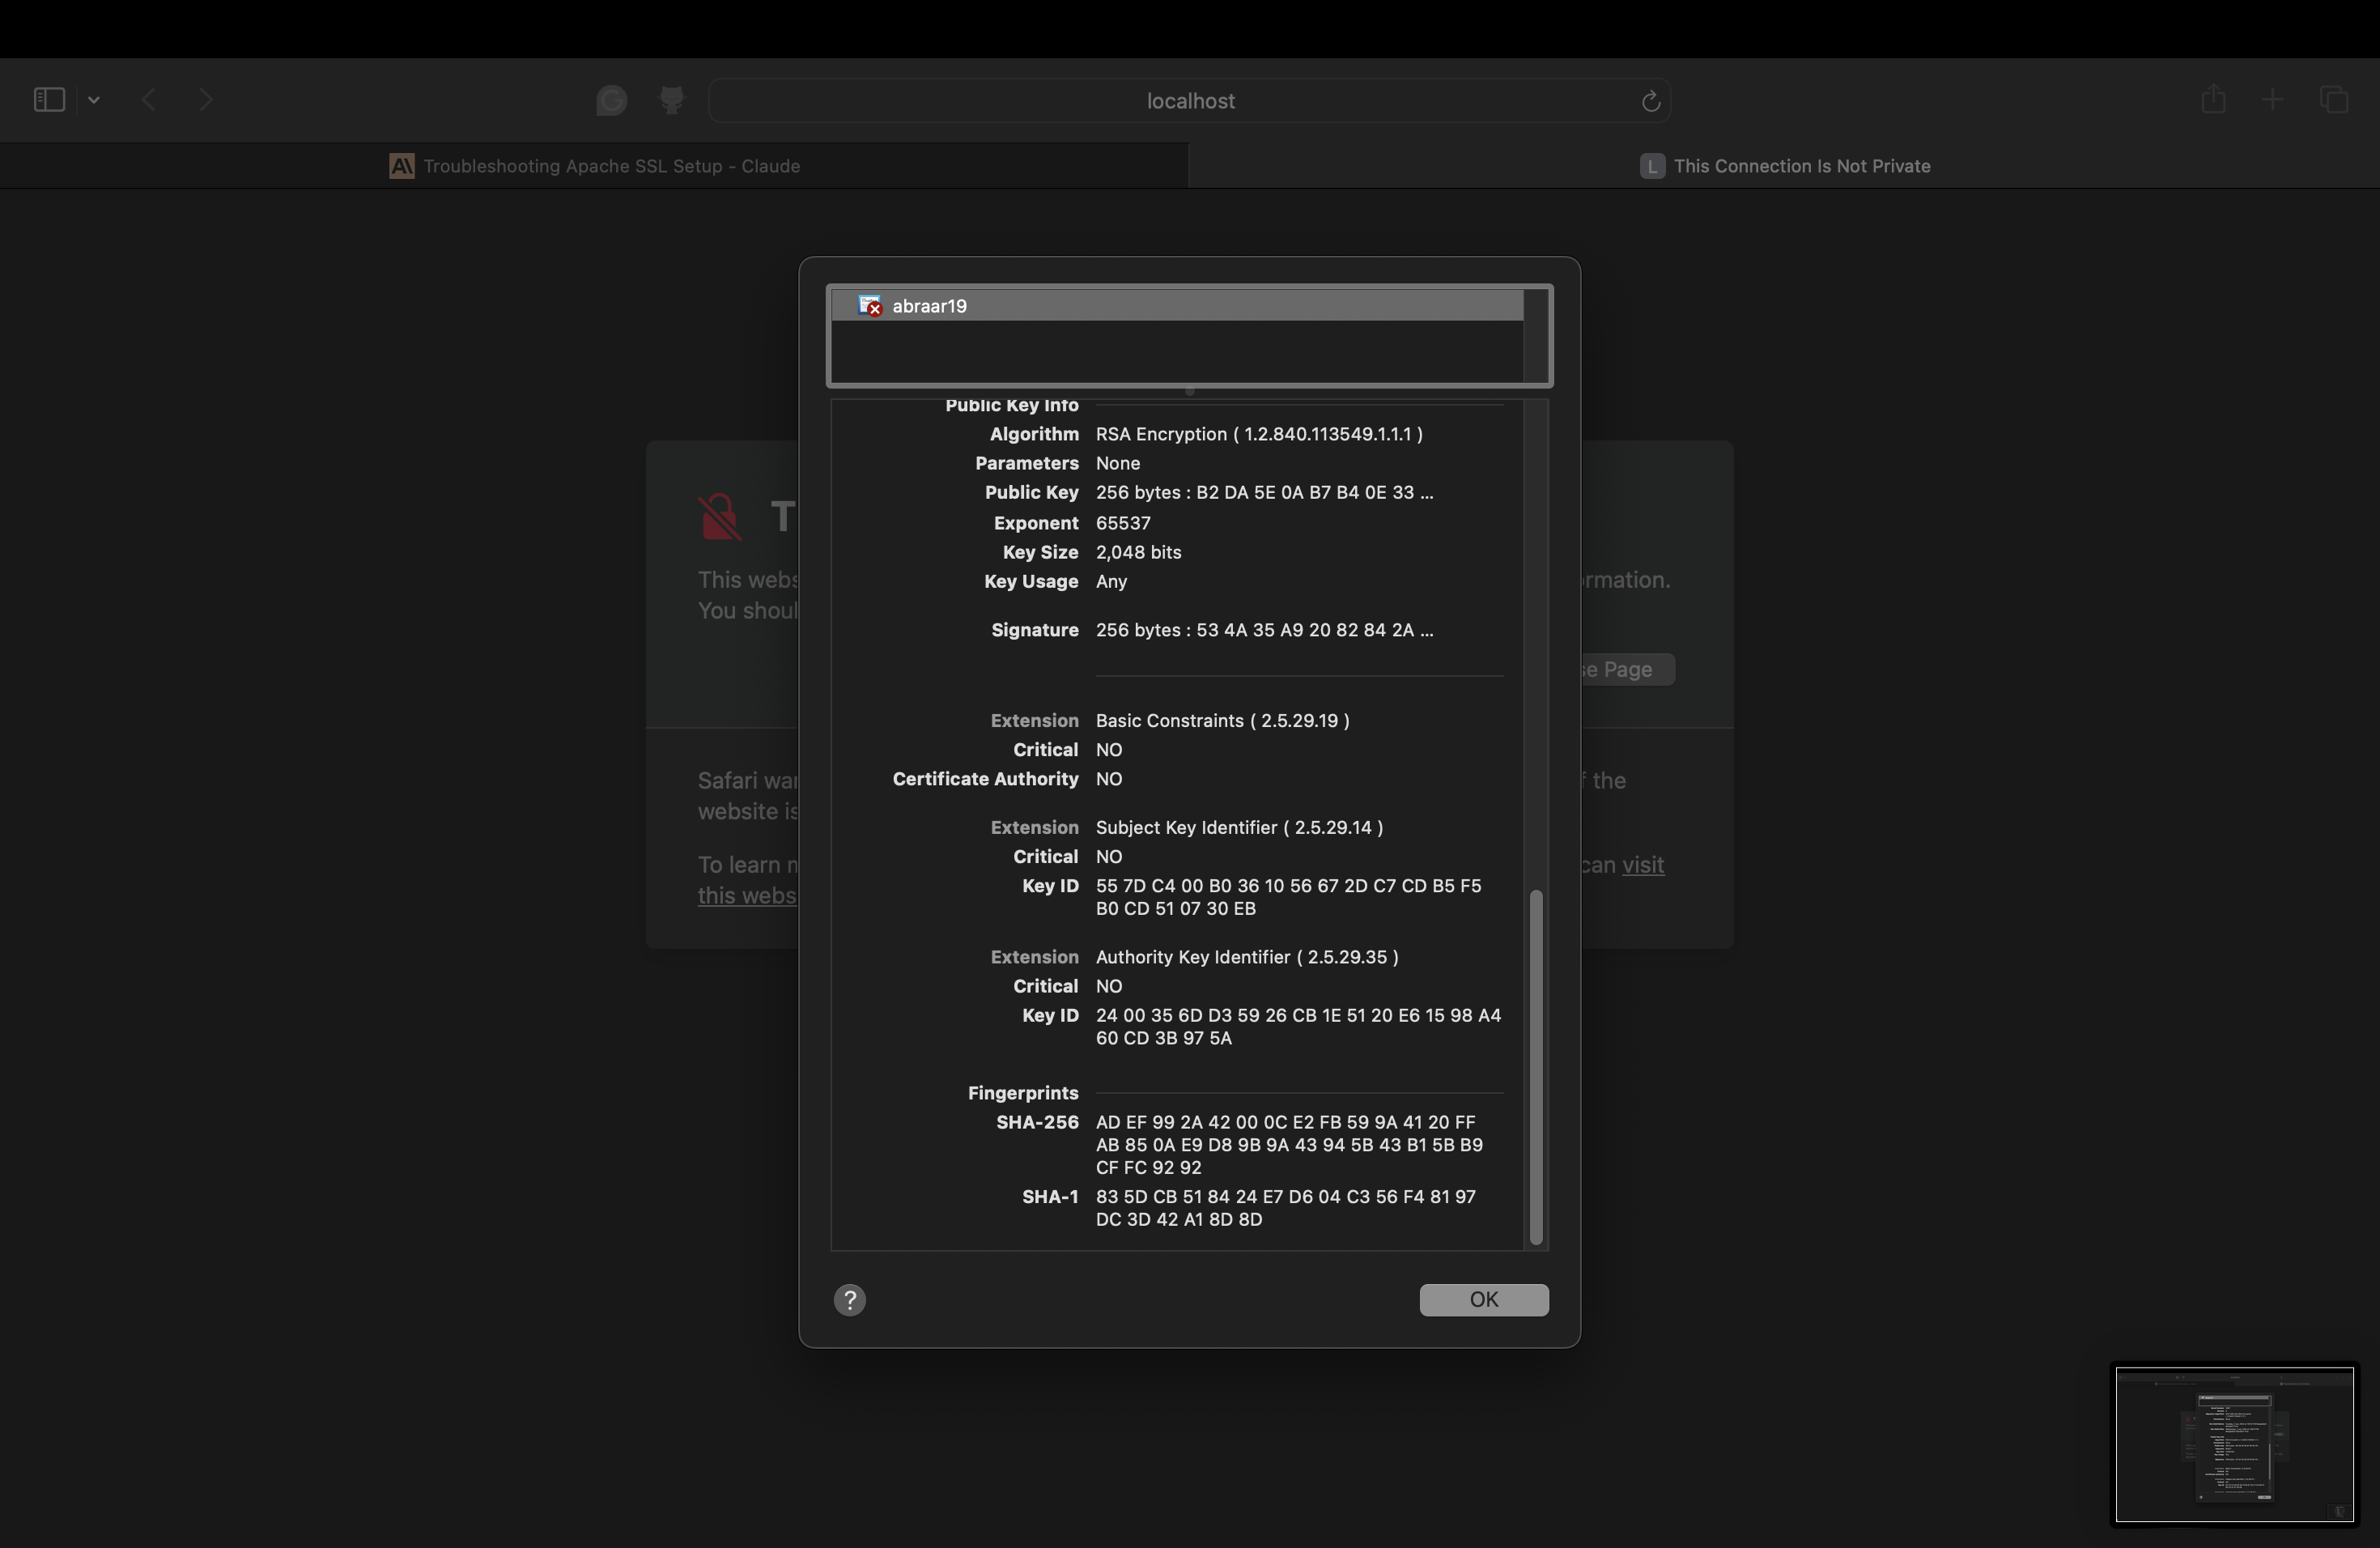 localhost
Troubleshooting Apache SSL Setup - Claude
L This Connection Is Not Private
abraar19
Public Key Info
Algorithm RSA Encryption ( 1.2.840.113549.1.1.1 )
Parameters None
Public Key 256 bytes : B2 DA 5E 0A B7 B4 0E 33 ...
Exponent 65537
Key Size 2,048 bits
Key Usage Any
Signature 256 bytes : 53 4A 35 A9 20 82 84 2A ...
Extension Basic Constraints ( 2.5.29.19 )
Critical NO
Certificate Authority NO
Extension Subject Key Identifier ( 2.5.29.14 )
Critical NO
Key ID 55 7D C4 00 B0 36 10 56 67 2D C7 CD B5 F5
B0 CD 51 07 30 EB
Extension Authority Key Identifier ( 2.5.29.35 )
Critical NO
Key ID 24 00 35 6D D3 59 26 CB 1E 51 20 E6 15 98 A4
60 CD 3B 97 5A
Fingerprints
SHA-256 AD EF 99 2A 42 00 0C E2 FB 59 9A 41 20 FF
AB 85 0A E9 D8 9B 9A 43 94 5B 43 B1 5B B9
CF FC 92 92
SHA-1 83 5D CB 51 84 24 E7 D6 04 C3 56 F4 81 97
DC 3D 42 A1 8D 8D
? OK
T
This webs
rmation.
You shoul
se Page
Safari wa
f the
website is
To learn
can visit
this webs